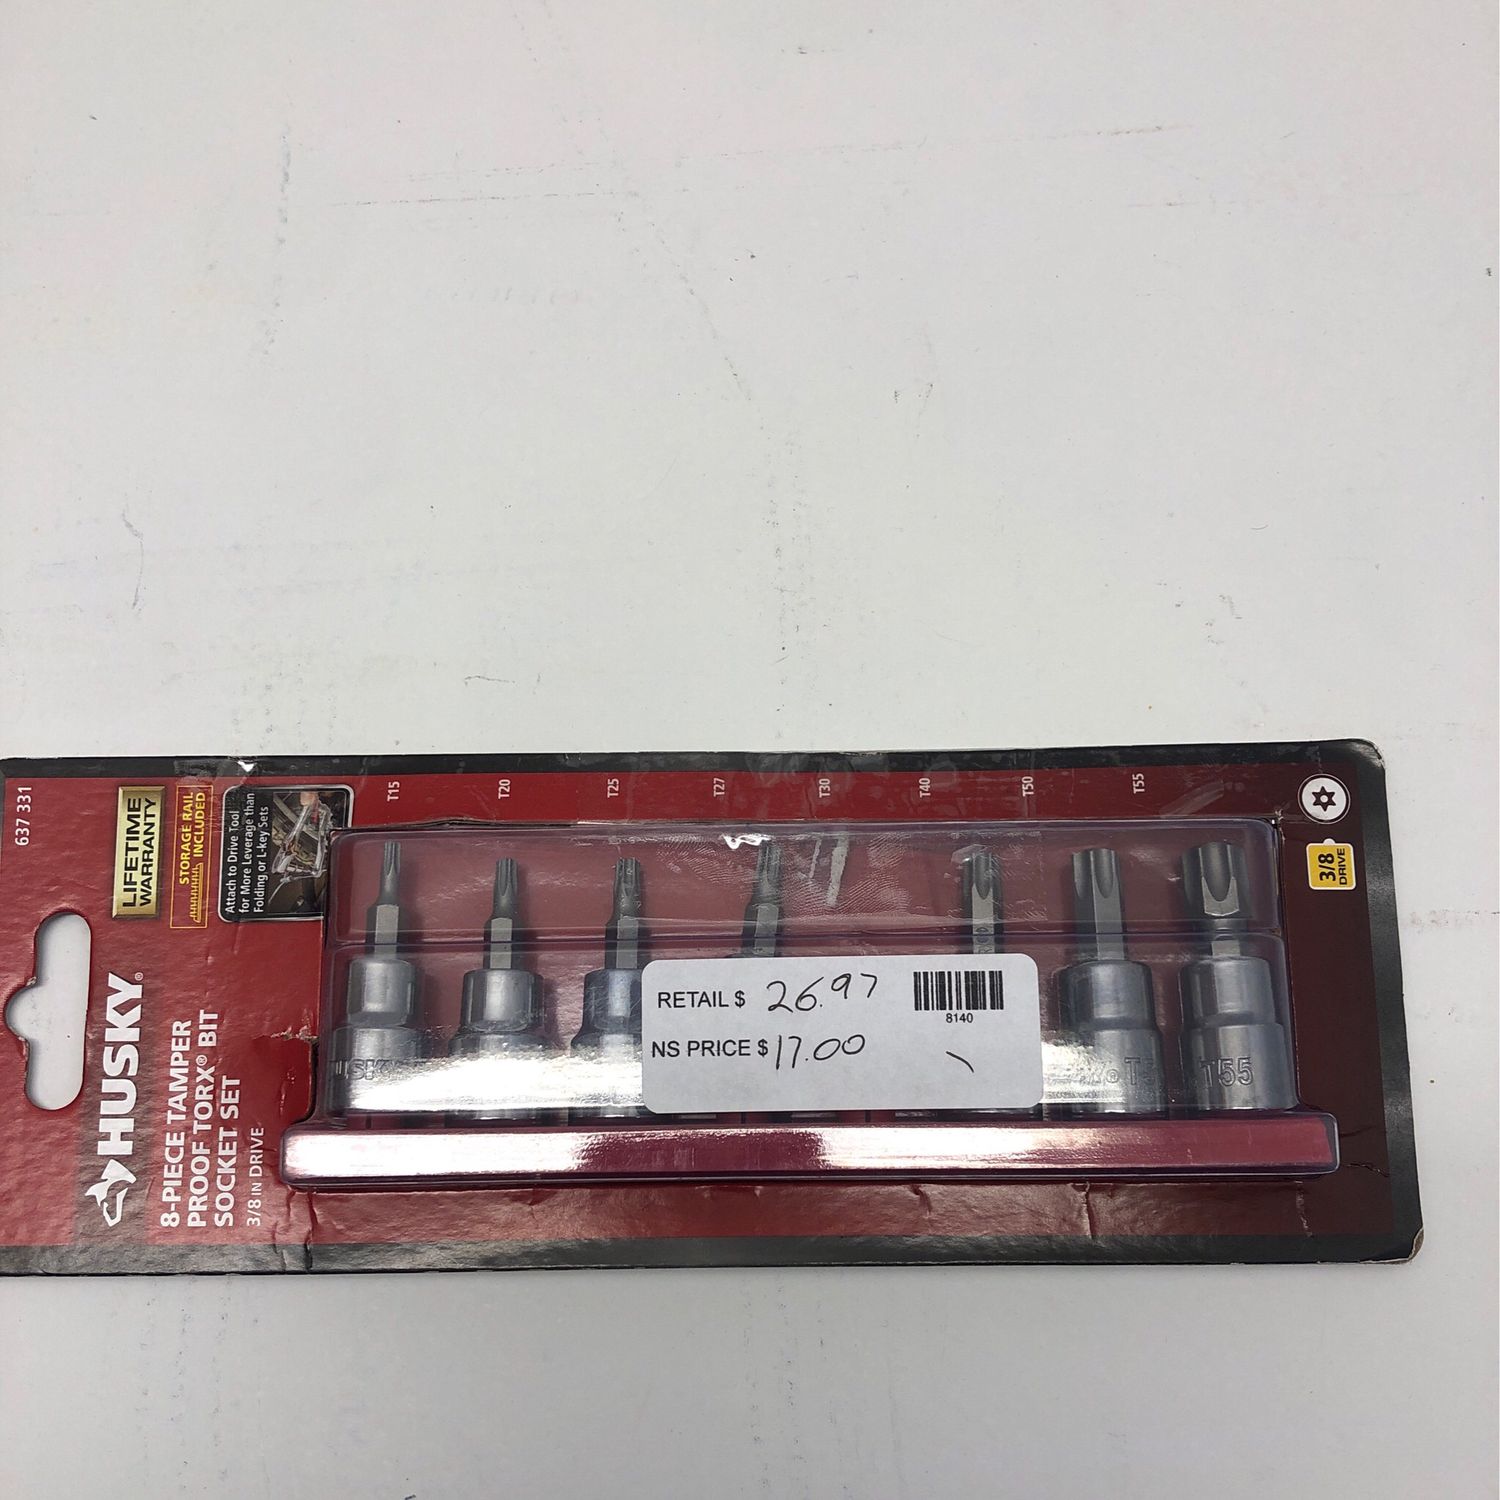 637 331
LIFETIME
WARRANTY
STORAGE RAIL
INCLUDED
Attach to Drive Tool
for More Leverage than
Folding or L-key Sets
HUSKY®
8-PIECE TAMPER
PROOF TORX® BIT
SOCKET SET
3/8 IN DRIVE
T15
T20
T25
T27
T30
T40
T50
T55
3/8
DRIVE
RETAIL $ 26.97
NS PRICE $ 17.00
8140
T55